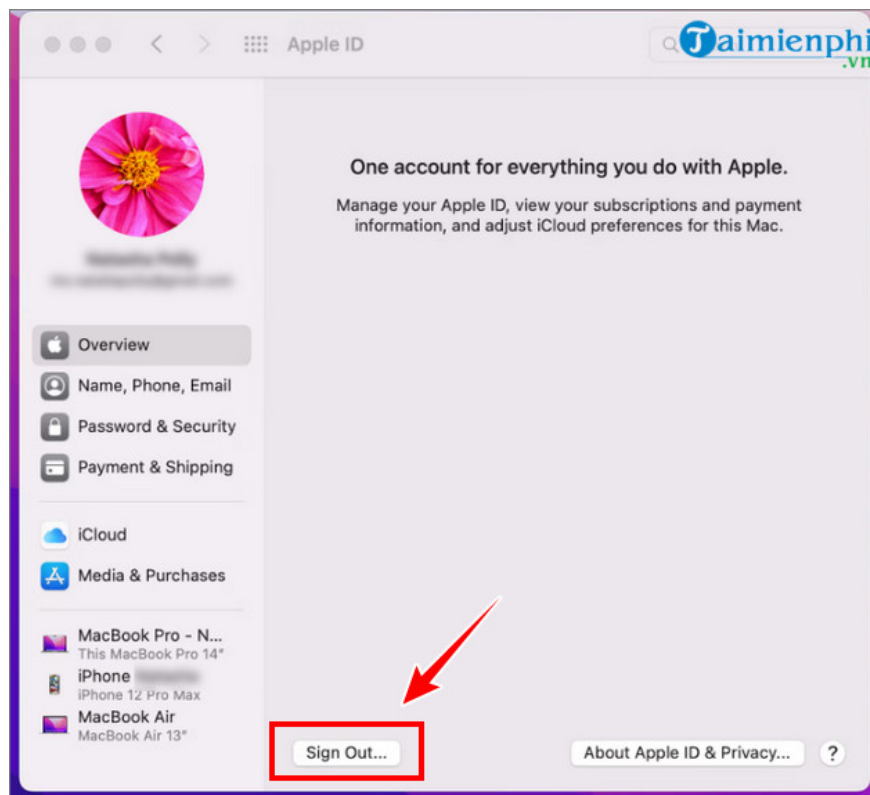 Apple ID
Taimienphi
.vn
One account for everything you do with Apple.
Manage your Apple ID, view your subscriptions and payment
information, and adjust iCloud preferences for this Mac.
Overview
Name, Phone, Email
Password & Security
Payment & Shipping
iCloud
Media & Purchases
MacBook Pro - N...
This MacBook Pro 14"
iPhone
iPhone 12 Pro Max
MacBook Air
MacBook Air 13"
Sign Out...
About Apple ID & Privacy...
?